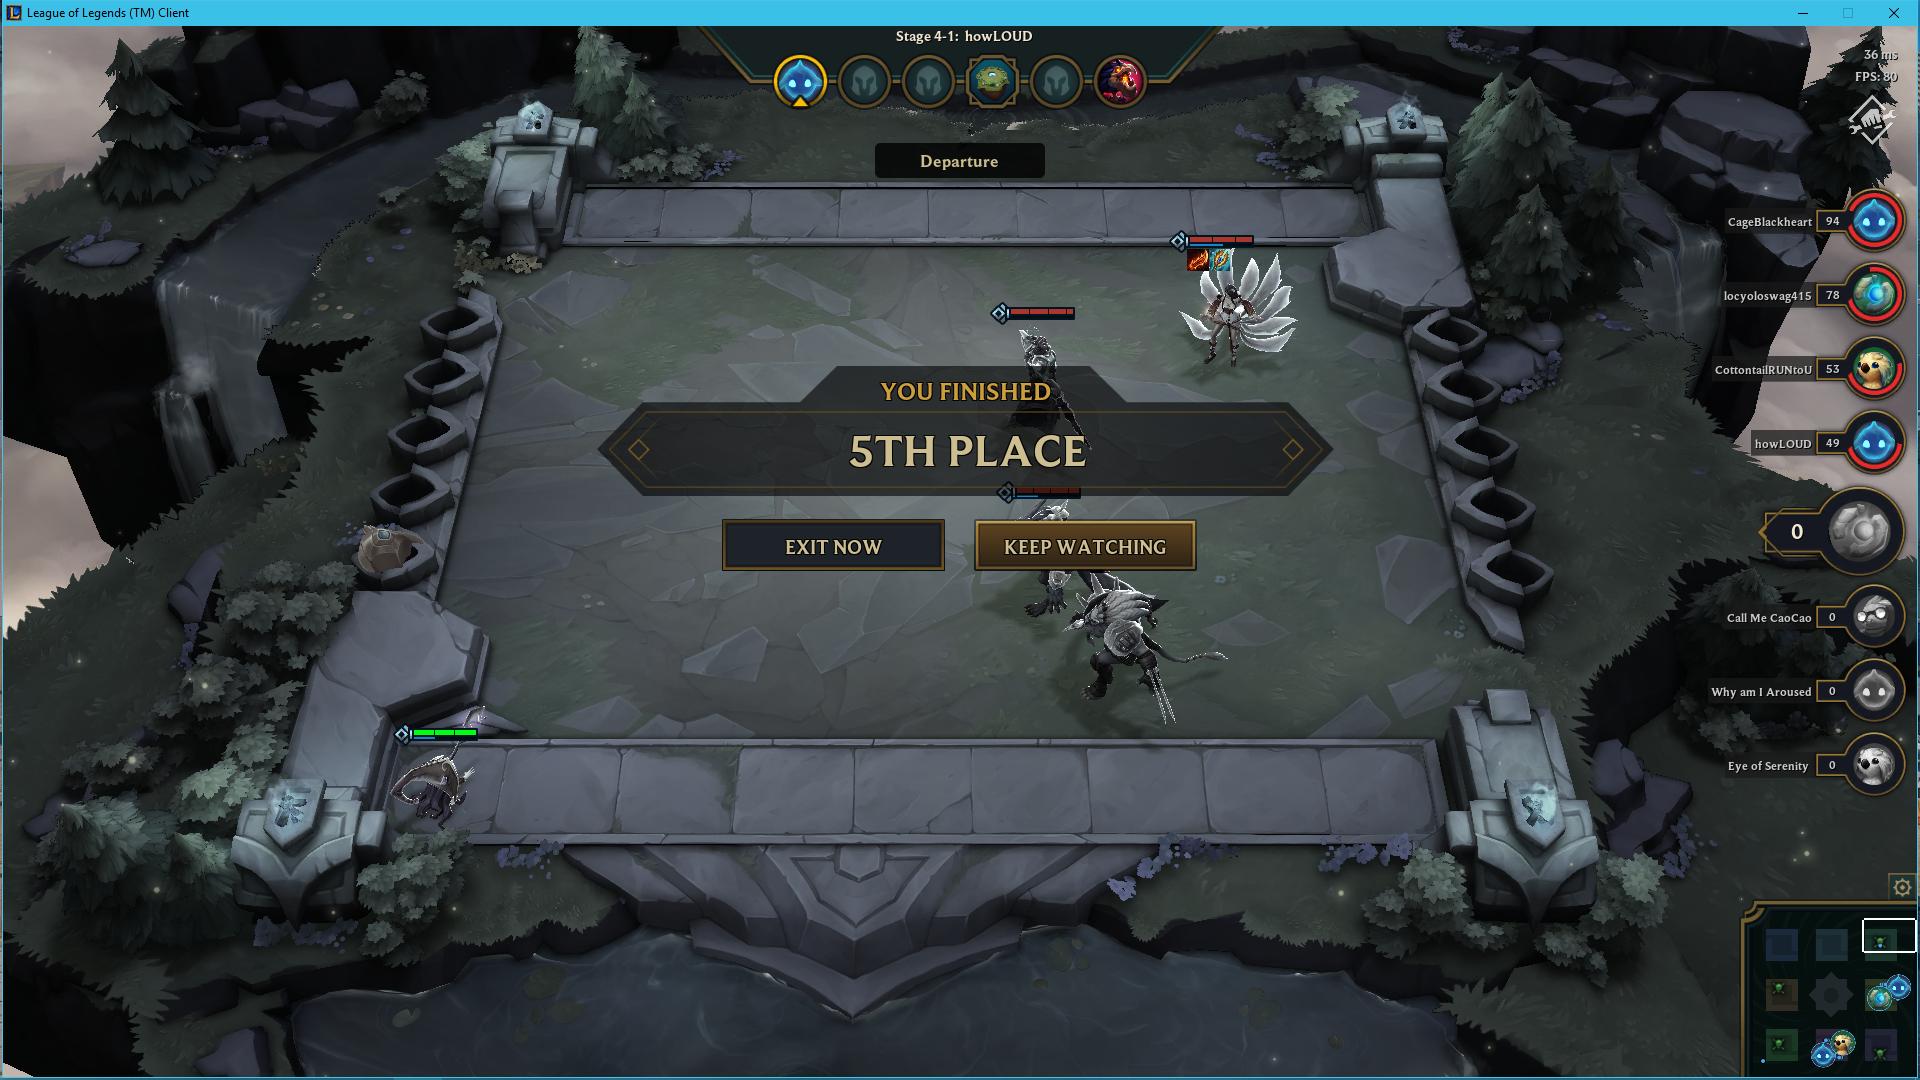 League of Legends (TM) Client
Stage 4-1: howLOUD
36 ms
FPS: 80
Departure
CageBlackheart 94
locyoloswag415 78
CottontailRUNtoU 53
YOU FINISHED
5TH PLACE
howLOUD 49
EXIT NOW
KEEP WATCHING
0
Call Me CaoCao 0
Why am I Aroused 0
Eye of Serenity 0